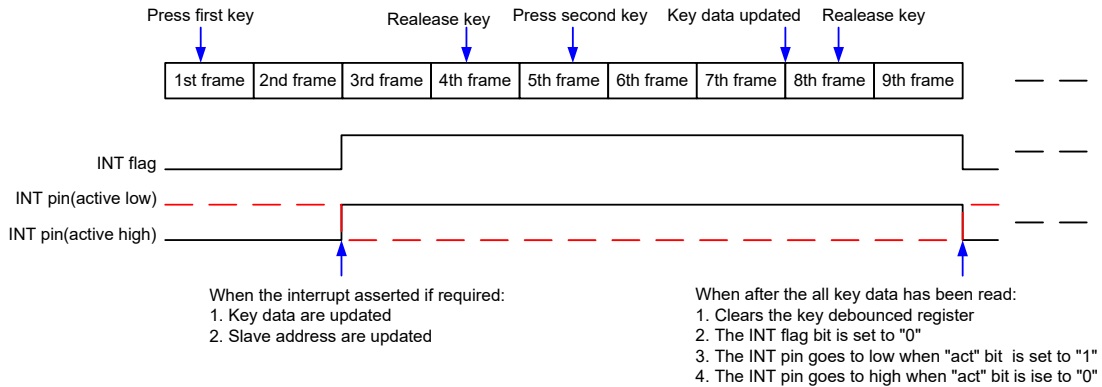 Press first key
Realease key
Press second key
Key data updated
Realease key
1st frame
2nd frame
3rd frame
4th frame
5th frame
6th frame
7th frame
8th frame
9th frame
INT flag
INT pin(active low)
INT pin(active high)
When the interrupt asserted if required:
1. Key data are updated
2. Slave address are updated
When after the all key data has been read:
1. Clears the key debounced register
2. The INT flag bit is set to "0"
3. The INT pin goes to low when "act" bit is set to "1"
4. The INT pin goes to high when "act" bit is ise to "0"